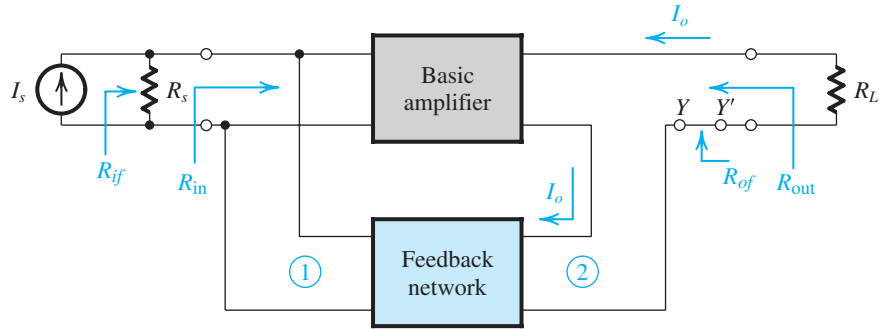 I_o
Basic
amplifier
I_s
R_s
R_L
Y Y'
R_if
R_in
R_of
R_out
I_o
1
2
Feedback
network